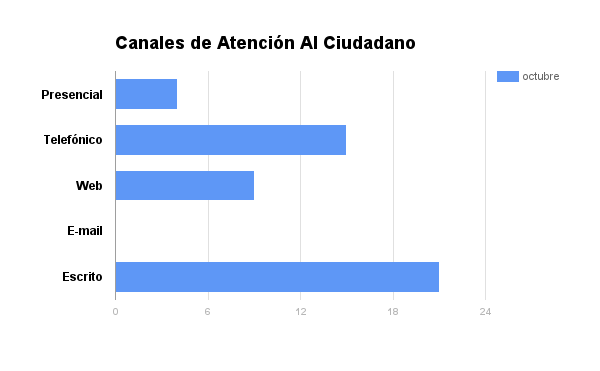 Canales de Atención Al Ciudadano
octubre
Presencial
Telefónico
Web
E-mail
Escrito
0 6 12 18 24